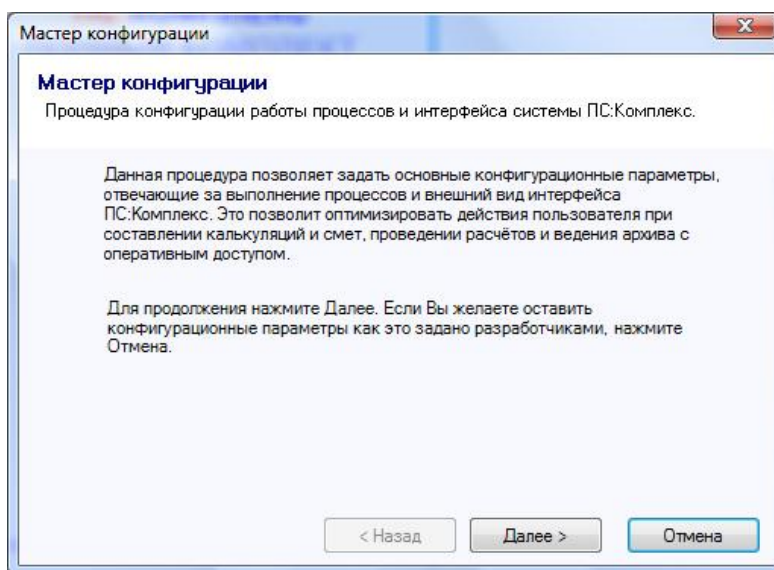 Мастер конфигурации
Мастер конфигурации
Процедура конфигурации работы процессов и интерфейса системы ПС:Комплекс.
Данная процедура позволяет задать основные конфигурационные параметры,
отвечающие за выполнение процессов и внешний вид интерфейса
ПС:Комплекс. Это позволит оптимизировать действия пользователя при
составлении калькуляций и смет, проведении расчётов и ведения архива с
оперативным доступом.
Для продолжения нажмите Далее. Если Вы желаете оставить
конфигурационные параметры как это задано разработчиками, нажмите
Отмена.
< Назад Далее > Отмена